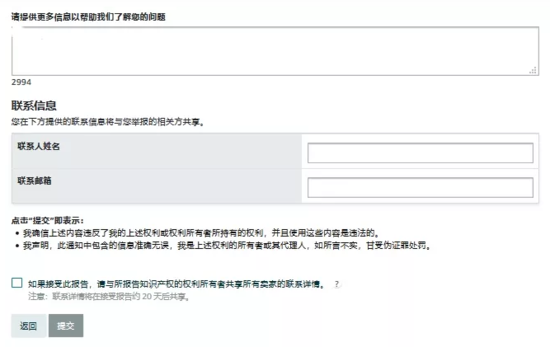 请提供更多信息以帮助我们了解您的问题
2994
联系信息
您在下方提供的联系信息将与您举报的相关方共享。
联系人姓名
联系邮箱
点击“提交”即表示：
• 我确信上述内容违反了我的上述权利或权利所有者所持有的权利，并且使用这些内容是违法的。
• 我声明，此通知中包含的信息准确无误，我是上述权利的所有者或其代理人，如所言不实，甘受伪证罪处罚。
如果接受此报告，请与所报告知识产权的权利所有者共享所有卖家的联系详情。 ?
注意：联系详情将在接受报告约 20 天后共享。
返回 提交